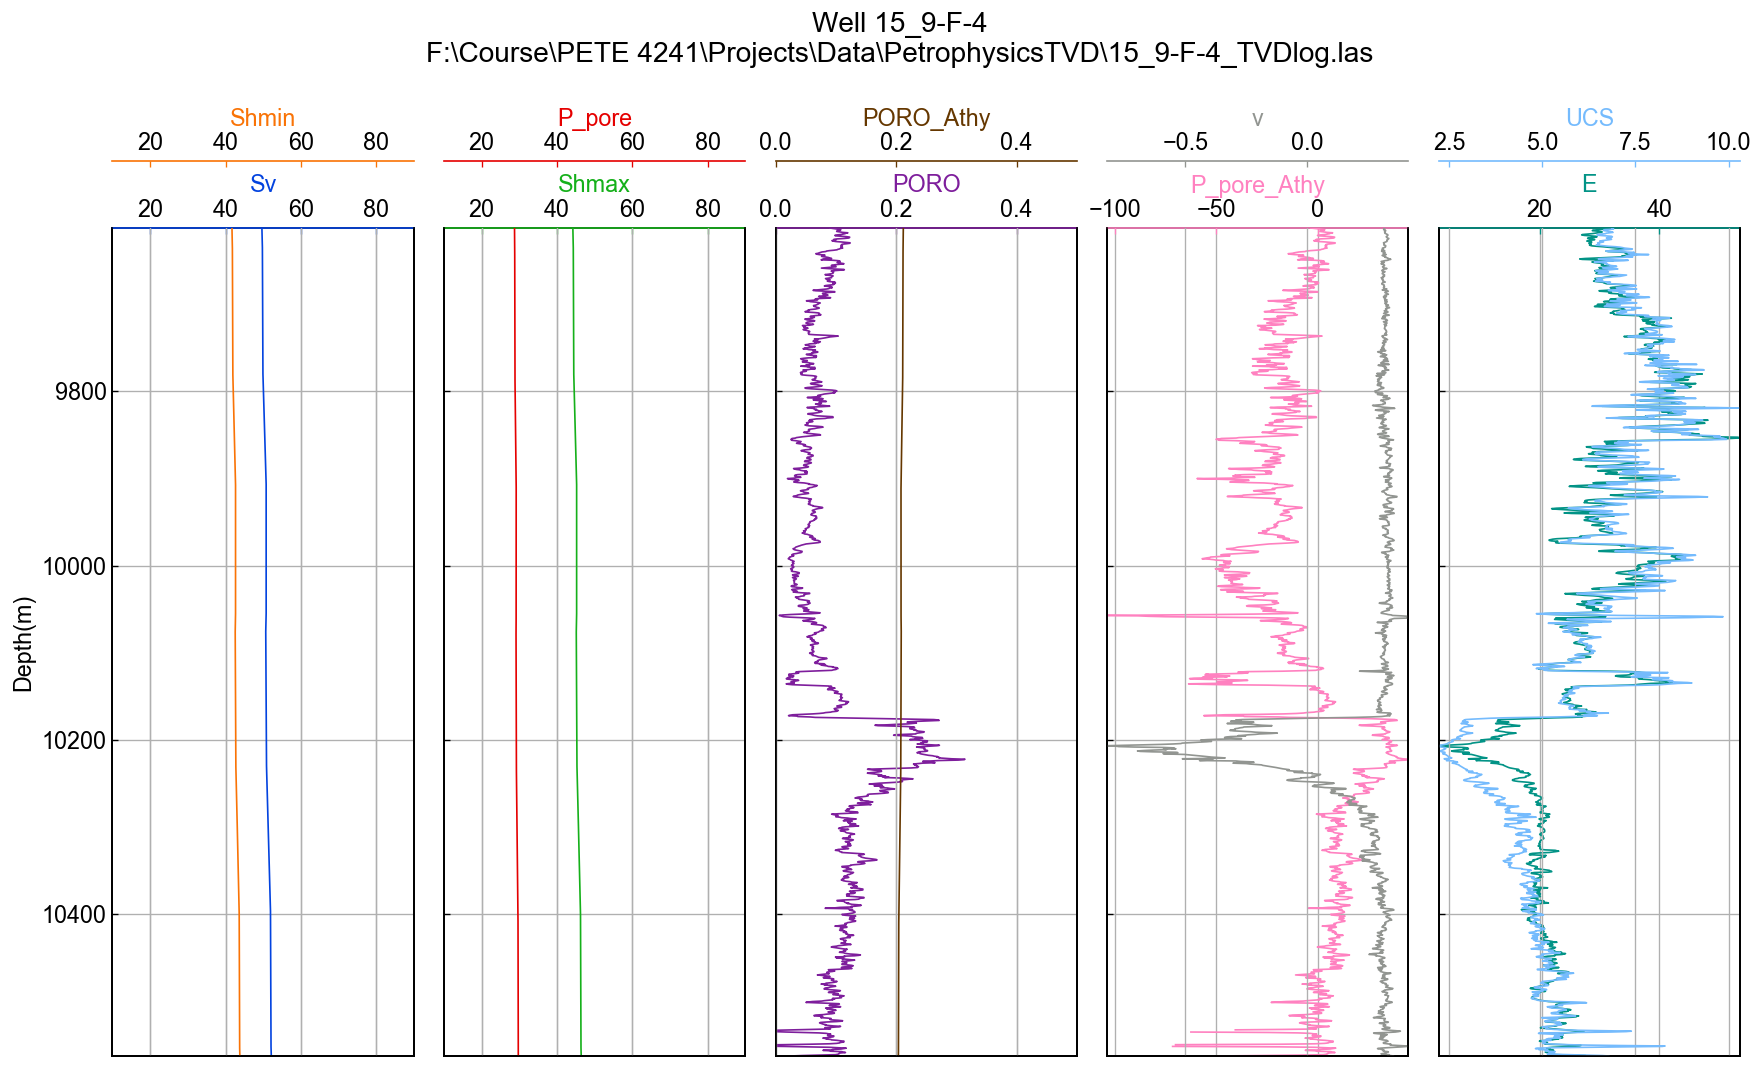 Well 15_9-F-4
F:\Course\PETE 4241\Projects\Data\PetrophysicsTVD\15_9-F-4_TVDlog.las
Shmin P_pore PORO_Athy v UCS
20 40 60 80 20 40 60 80 0.0 0.2 0.4 −0.5 0.0 2.5 5.0 7.5 10.0
Sv Shmax PORO P_pore_Athy E
20 40 60 80 20 40 60 80 0.0 0.2 0.4 −100 −50 0 20 40
9800
10000
Depth(m)
10200
10400